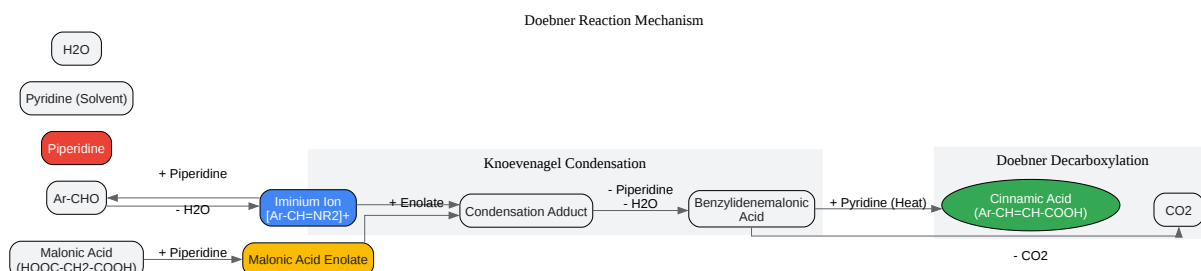 Doebner Reaction Mechanism
H2O
Pyridine (Solvent)
Piperidine
Knoevenagel Condensation
Doebner Decarboxylation
+ Piperidine
Ar-CHO
- H2O
Iminium Ion
[Ar-CH=NR2]+
+ Enolate
Condensation Adduct
- Piperidine
- H2O
Benzylidenemalonic
Acid
+ Pyridine (Heat)
Cinnamic Acid
(Ar-CH=CH-COOH)
CO2
Malonic Acid
(HOOC-CH2-COOH)
+ Piperidine
Malonic Acid Enolate
- CO2